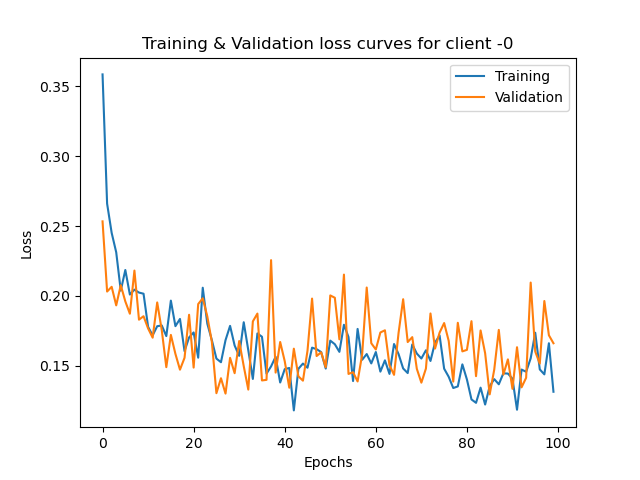 Training & Validation loss curves for client -0
Training
Validation
Loss
0.35
0.30
0.25
0.20
0.15
0
20
40
60
80
100
Epochs